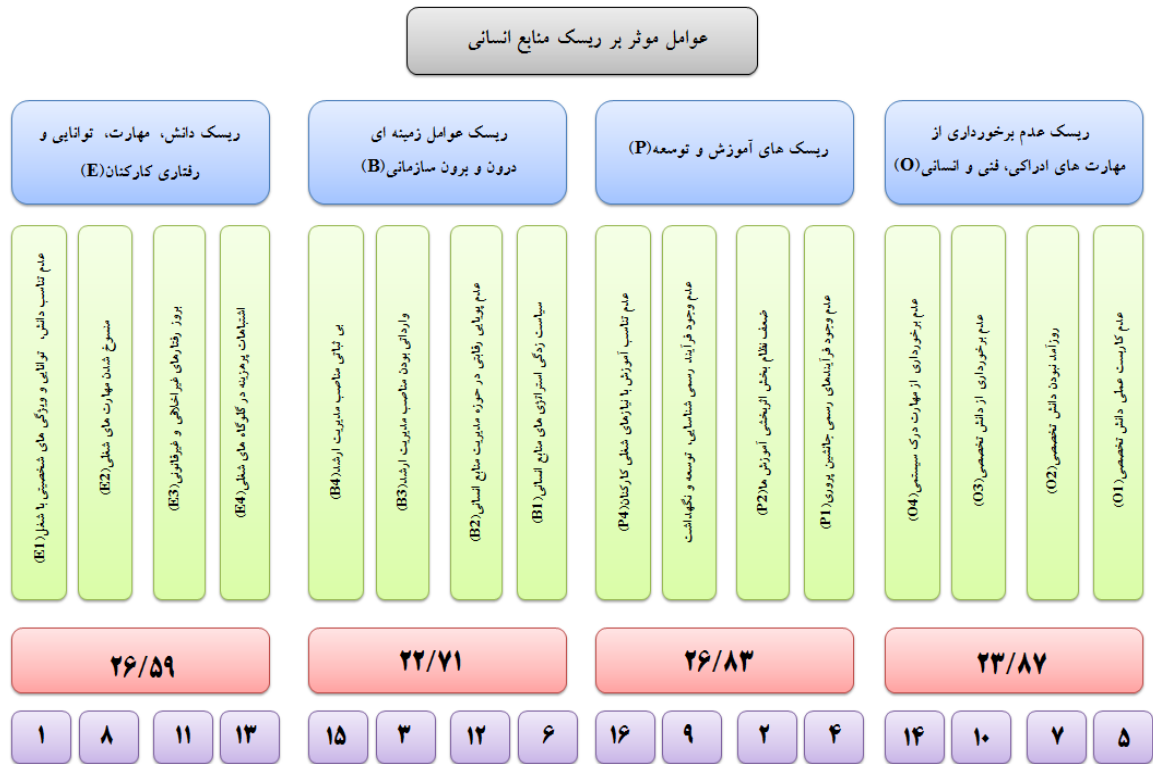 عوامل موثر بر ریسک منابع انسانی
ریسک عدم برخورداری از
مهارت های ادراکی، فنی و انسانی(O)
ریسک های آموزش و توسعه(P)
ریسک عوامل زمینه ای
درون و برون سازمانی(B)
ریسک دانش، مهارت، توانایی و
رفتاری کارکنان(E)
عدم کاربست عملی دانش تخصصی(O1)
روزآمد نبودن دانش تخصصی(O2)
عدم برخورداری از دانش تخصصی(O3)
عدم برخورداری از مهارت درک سیستمی(O4)
عدم وجود فرآیندهای رسمی جانشین پروری(P1)
ضعف نظام بخش اثربخشی آموزش ها(P2)
عدم وجود فرآیند رسمی شناسایی، توسعه و نگهداشت
عدم تناسب آموزش با نیازهای شغلی کارکنان(P4)
سیاست زدگی استراتژی های منابع انسانی(B1)
عدم پویایی رقابتی در حوزه مدیریت منابع انسانی(B2)
وارداتی بودن مناصب مدیریت ارشد(B3)
بی ثباتی مناصب مدیریت ارشد(B4)
اشتباهات پرهزینه در گلوگاه های شغلی(E4)
بروز رفتارهای غیراخلاقی و غیرقانونی(E3)
منسوخ شدن مهارت های شغلی(E2)
عدم تناسب دانش، توانایی و ویژگی های شخصیتی با شغل(E1)
۲۳/۸۷
۲۶/۸۳
۲۲/۷۱
۲۶/۵۹
۵ ۷ ۱۰ ۱۴ ۴ ۲ ۹ ۱۶ ۶ ۱۲ ۳ ۱۵ ۱۳ ۱۱ ۸ ۱